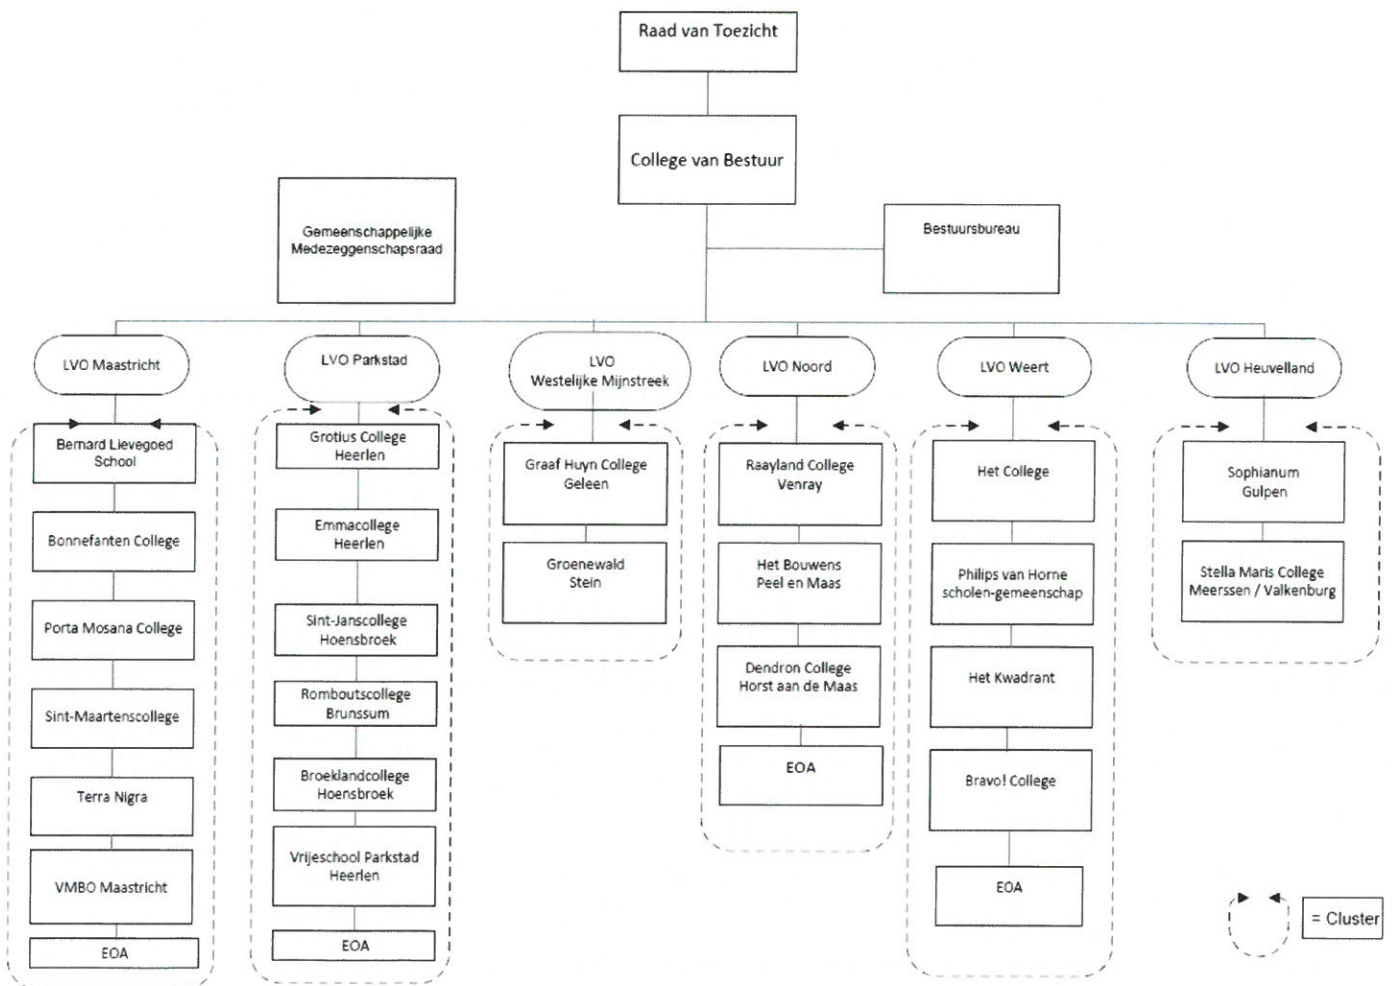 Raad van Toezicht
College van Bestuur
Gemeenschappelijke
Medezeggenschapsraad
Bestuursbureau
LVO Maastricht
LVO Parkstad
LVO
Westelijke Mijnstreek
LVO Noord
LVO Weert
LVO Heuvelland
Bernard Lievegoed
School
Bonnefanten College
Porta Mosana College
Sint-Maartenscollege
Terra Nigra
VMBO Maastricht
EOA
Grotius College
Heerlen
Emmacollege
Heerlen
Sint-Janscollege
Hoensbroek
Romboutscollege
Brunssum
Broeklandcollege
Hoensbroek
Vrijeschool Parkstad
Heerlen
EOA
Graaf Huyn College
Geleen
Groenewald
Stein
Raayland College
Venray
Het Bouwens
Peel en Maas
Dendron College
Horst aan de Maas
EOA
Het College
Philips van Horne
scholen-gemeenschap
Het Kwadrant
Bravo! College
EOA
Sophianum
Gulpen
Stella Maris College
Meerssen / Valkenburg
= Cluster